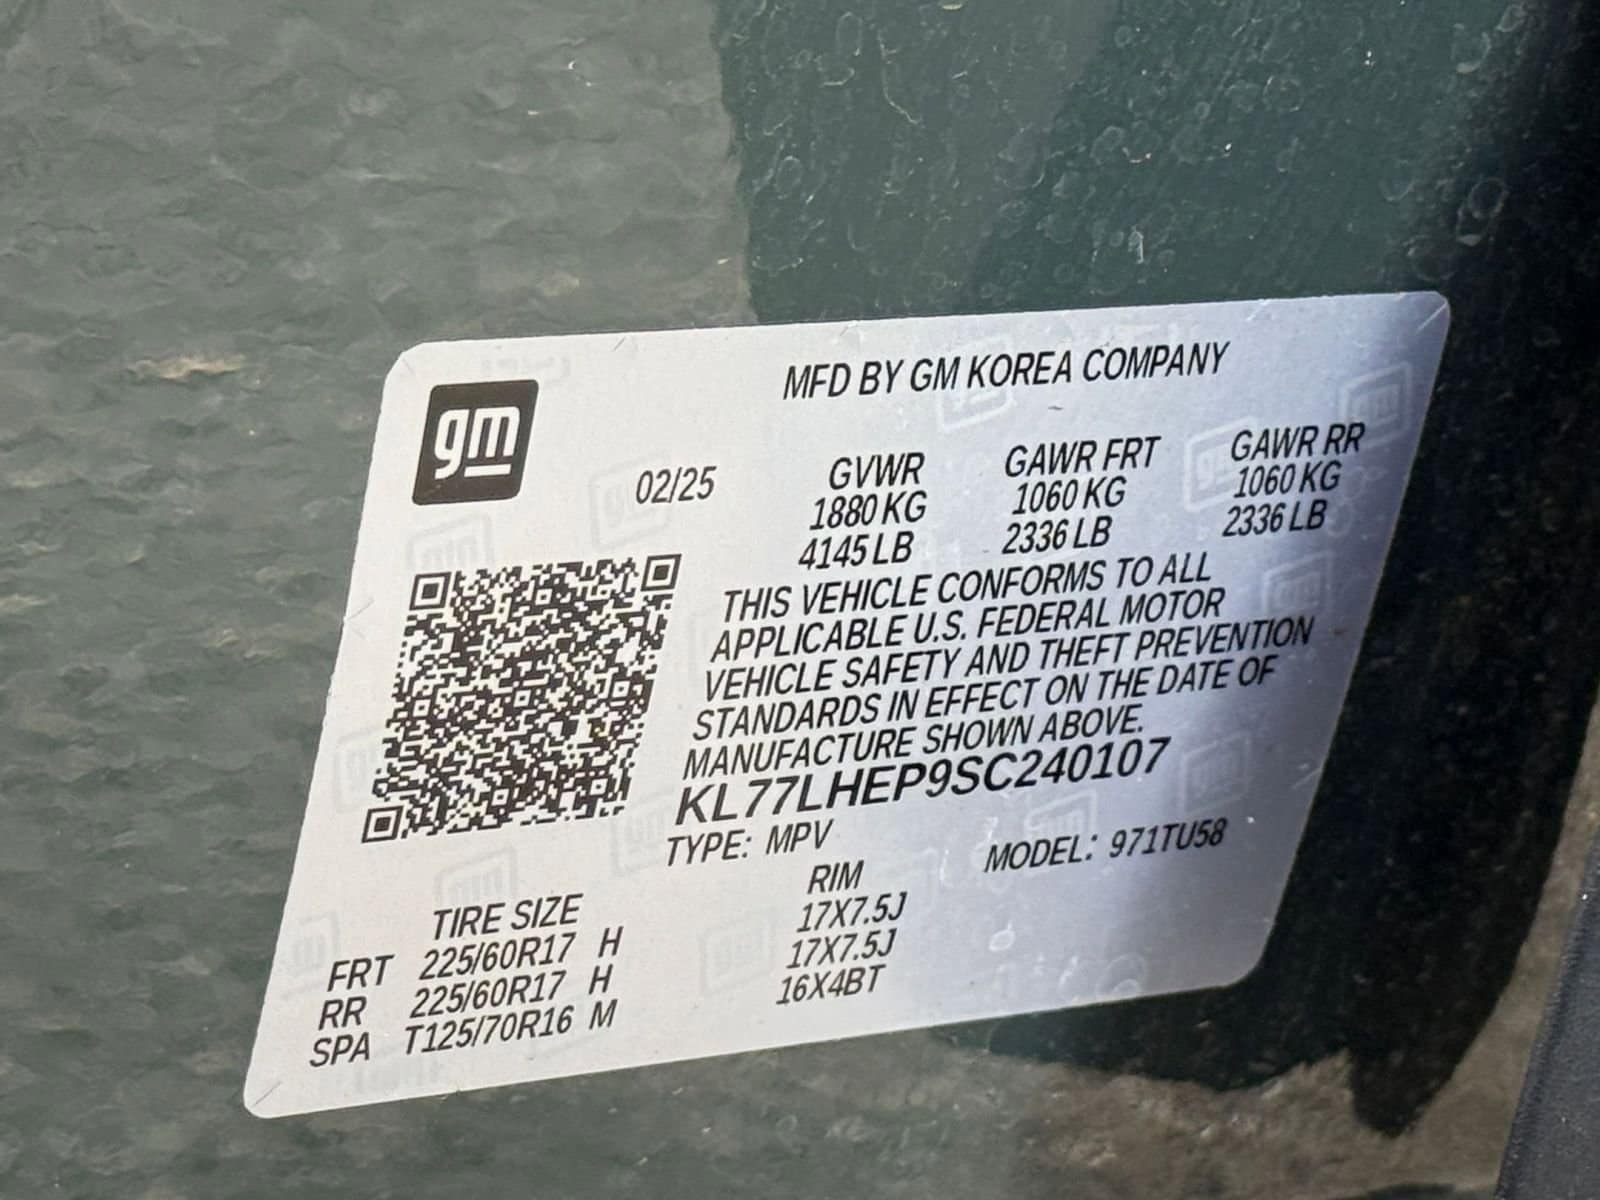 gm
MFD BY GM KOREA COMPANY
02/25
GVWR GAWR FRT GAWR RR
1880 KG 1060 KG 1060 KG
4145 LB 2336 LB 2336 LB
THIS VEHICLE CONFORMS TO ALL
APPLICABLE U.S. FEDERAL MOTOR
VEHICLE SAFETY AND THEFT PREVENTION
STANDARDS IN EFFECT ON THE DATE OF
MANUFACTURE SHOWN ABOVE.
KL77LHEP9SC240107
TYPE: MPV MODEL: 971TU58
TIRE SIZE RIM
FRT 225/60R17 H 17X7.5J
RR 225/60R17 H 17X7.5J
SPA T125/70R16 M 16X4BT